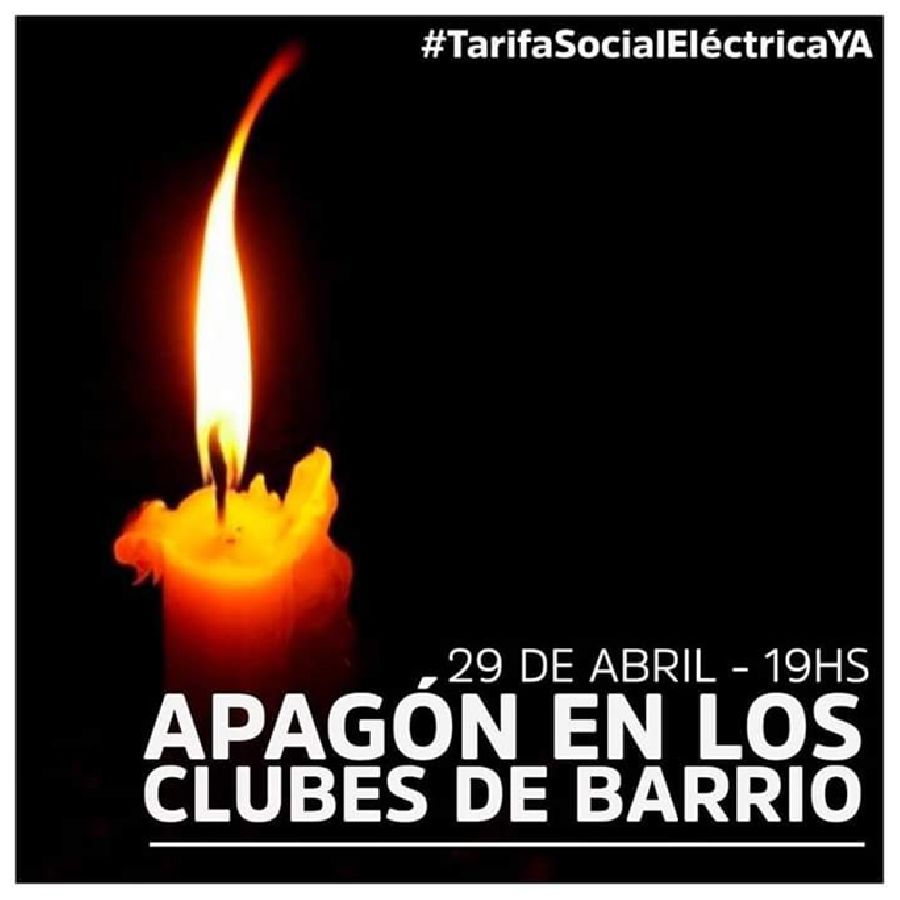 #TarifaSocialEléctricaYA
29 DE ABRIL - 19HS
APAGÓN EN LOS
CLUBES DE BARRIO